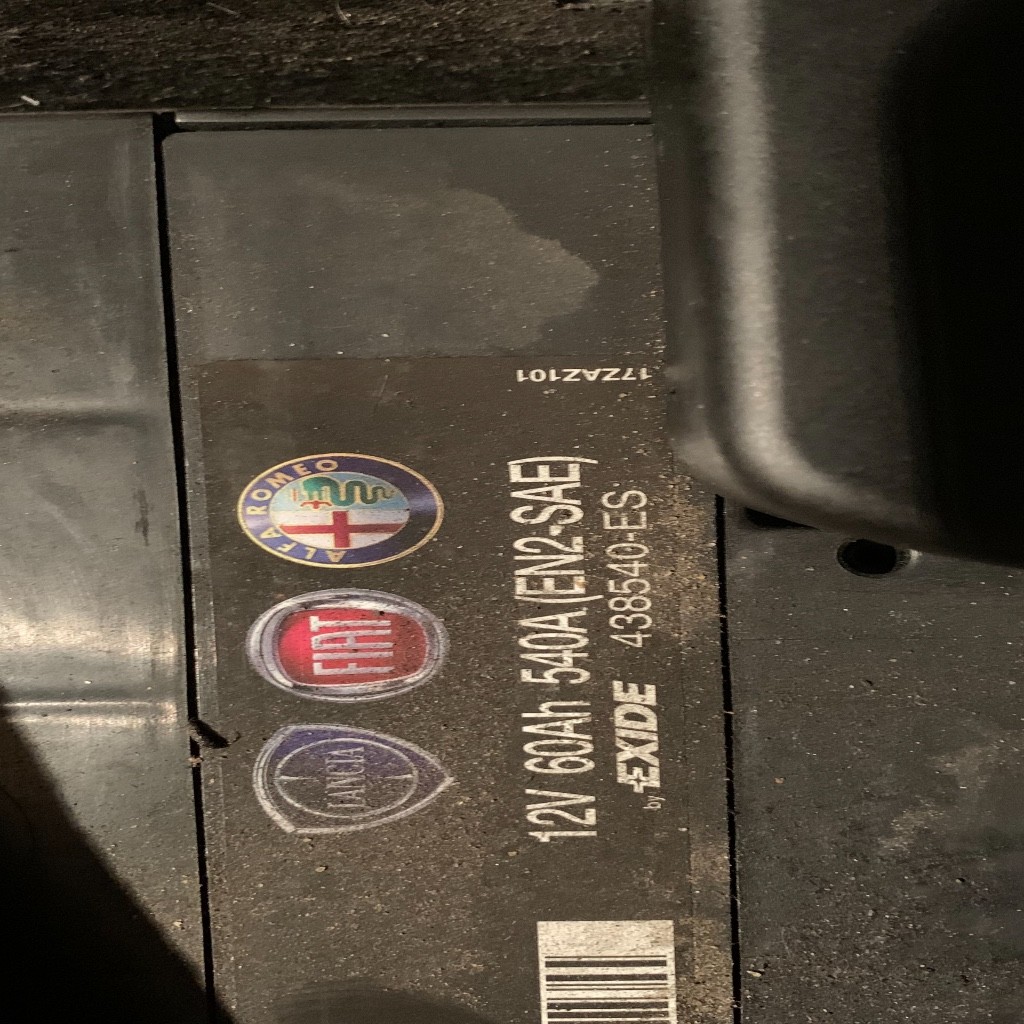 ALFA ROMEO
FIAT
LANCIA
12V 60Ah 540A (EN2-SAE)
by EXIDE 438540-ES
17ZAZ101